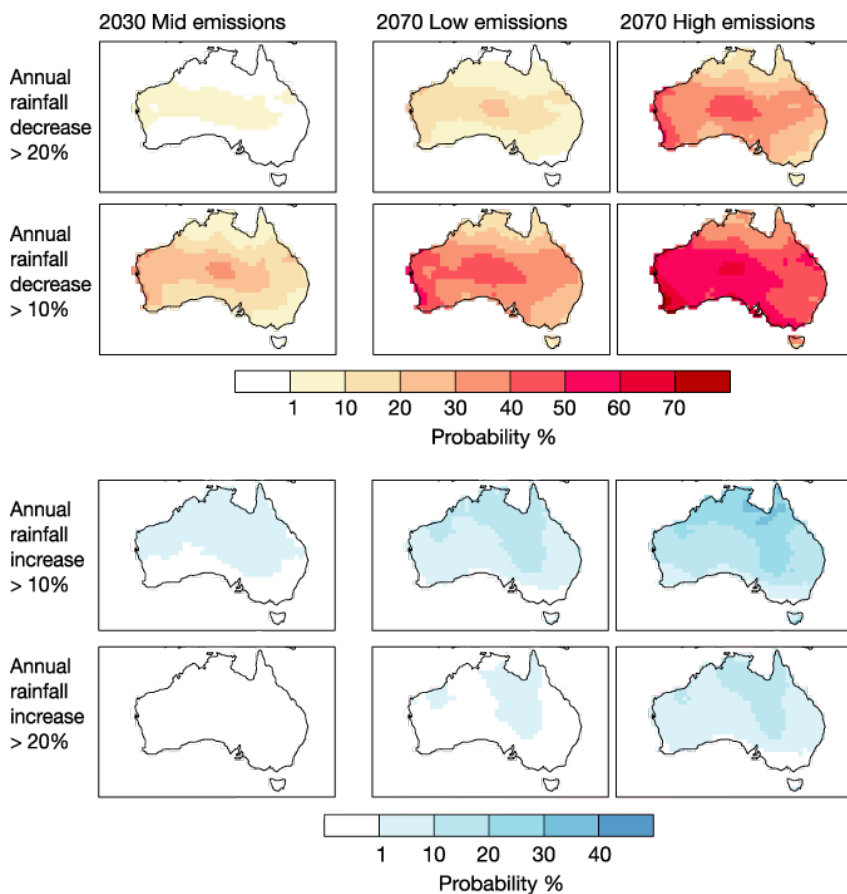 2030 Mid emissions
2070 Low emissions
2070 High emissions
Annual
rainfall
decrease
> 20%
Annual
rainfall
decrease
> 10%
1 10 20 30 40 50 60 70
Probability %
Annual
rainfall
increase
> 10%
Annual
rainfall
increase
> 20%
1 10 20 30 40
Probability %